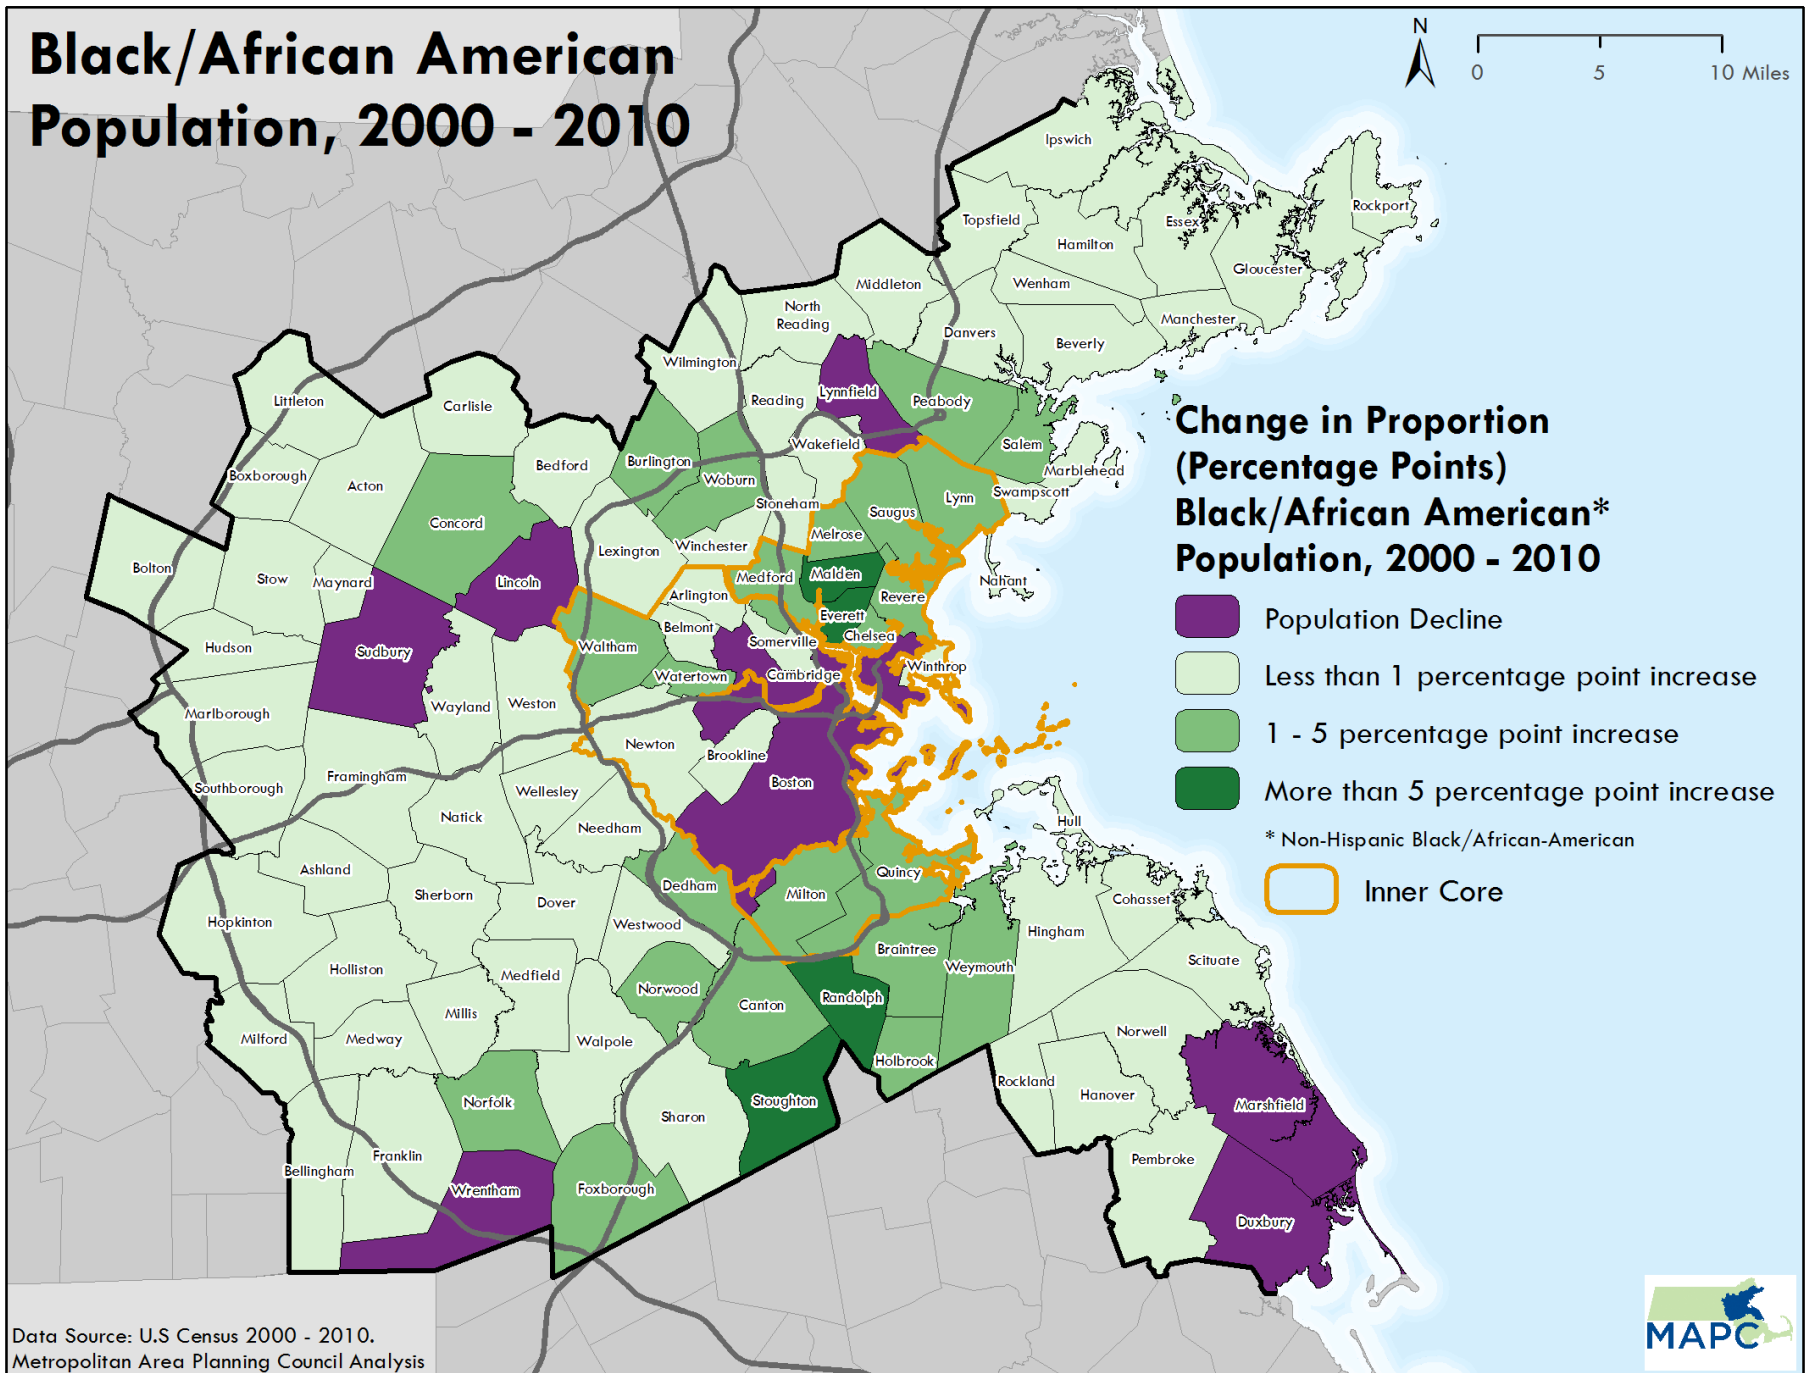 Black/African American
Population, 2000 - 2010
N
0
5
10 Miles
Ipswich
Rockport
Topsfield
Essex
Hamilton
Gloucester
Middleton
Wenham
North
Reading
Manchester
Danvers
Beverly
Wilmington
Lynnfield
Littleton
Carlisle
Reading
Peabody
Change in Proportion
(Percentage Points)
Black/African American*
Population, 2000 - 2010
Salem
Wakefield
Bedford
Burlington
Marblehead
Boxborough
Woburn
Acton
Swampscott
Lynn
Stoneham
Saugus
Concord
Melrose
Lexington
Winchester
Bolton
Stow
Maynard
Lincoln
Medford
Malden
Nahant
Arlington
Revere
Everett
Population Decline
Belmont
Chelsea
Somerville
Hudson
Sudbury
Waltham
Winthrop
Watertown
Cambridge
Less than 1 percentage point increase
Wayland
Weston
Marlborough
1 - 5 percentage point increase
Newton
Brookline
Framingham
Boston
Southborough
Wellesley
More than 5 percentage point increase
Natick
Needham
Hull
* Non-Hispanic Black/African-American
Ashland
Quincy
Dedham
Sherborn
Milton
Inner Core
Dover
Cohasset
Hopkinton
Westwood
Hingham
Braintree
Scituate
Holliston
Medfield
Weymouth
Norwood
Randolph
Canton
Millis
Norwell
Milford
Medway
Walpole
Holbrook
Rockland
Hanover
Norfolk
Stoughton
Marshfield
Sharon
Franklin
Pembroke
Bellingham
Wrentham
Foxborough
Duxbury
Data Source: U.S Census 2000 - 2010.
Metropolitan Area Planning Council Analysis
MAPC